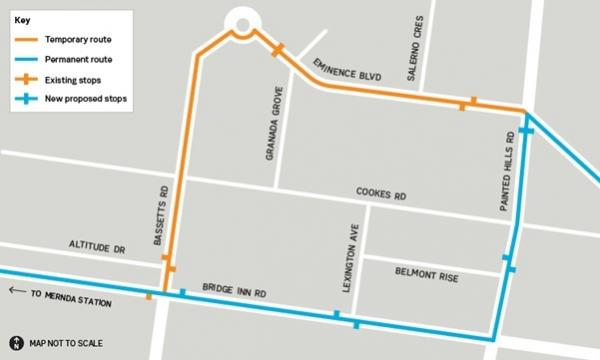 Key
Temporary route
Permanent route
Existing stops
New proposed stops
SALERNO CRES
EMINENCE BLVD
GRANADA GROVE
PAINTED HILLS RD
COOKES RD
BASSETTS RD
ALTITUDE DR
LEXINGTON AVE
BELMONT RISE
BRIDGE INN RD
TO MERNDA STATION
N
MAP NOT TO SCALE